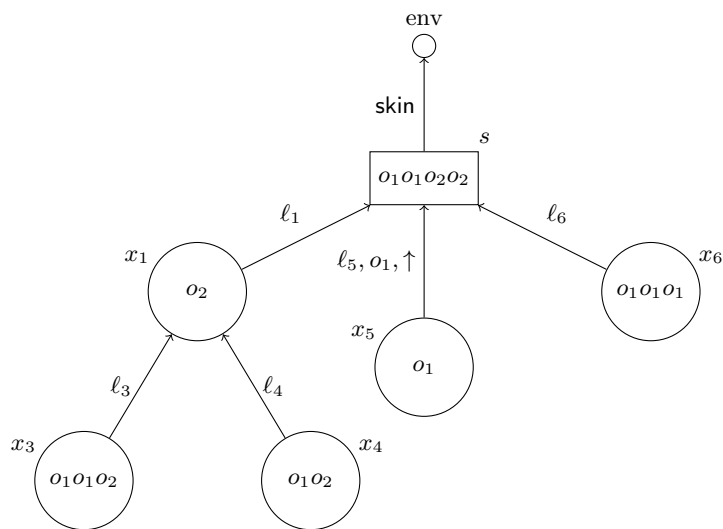 env
skin
s
o₁o₁o₂o₂
ℓ₁
ℓ₆
x₁
o₂
ℓ₅, o₁, ↑
x₆
o₁o₁o₁
x₅
o₁
ℓ₃
ℓ₄
x₃
o₁o₁o₂
x₄
o₁o₂